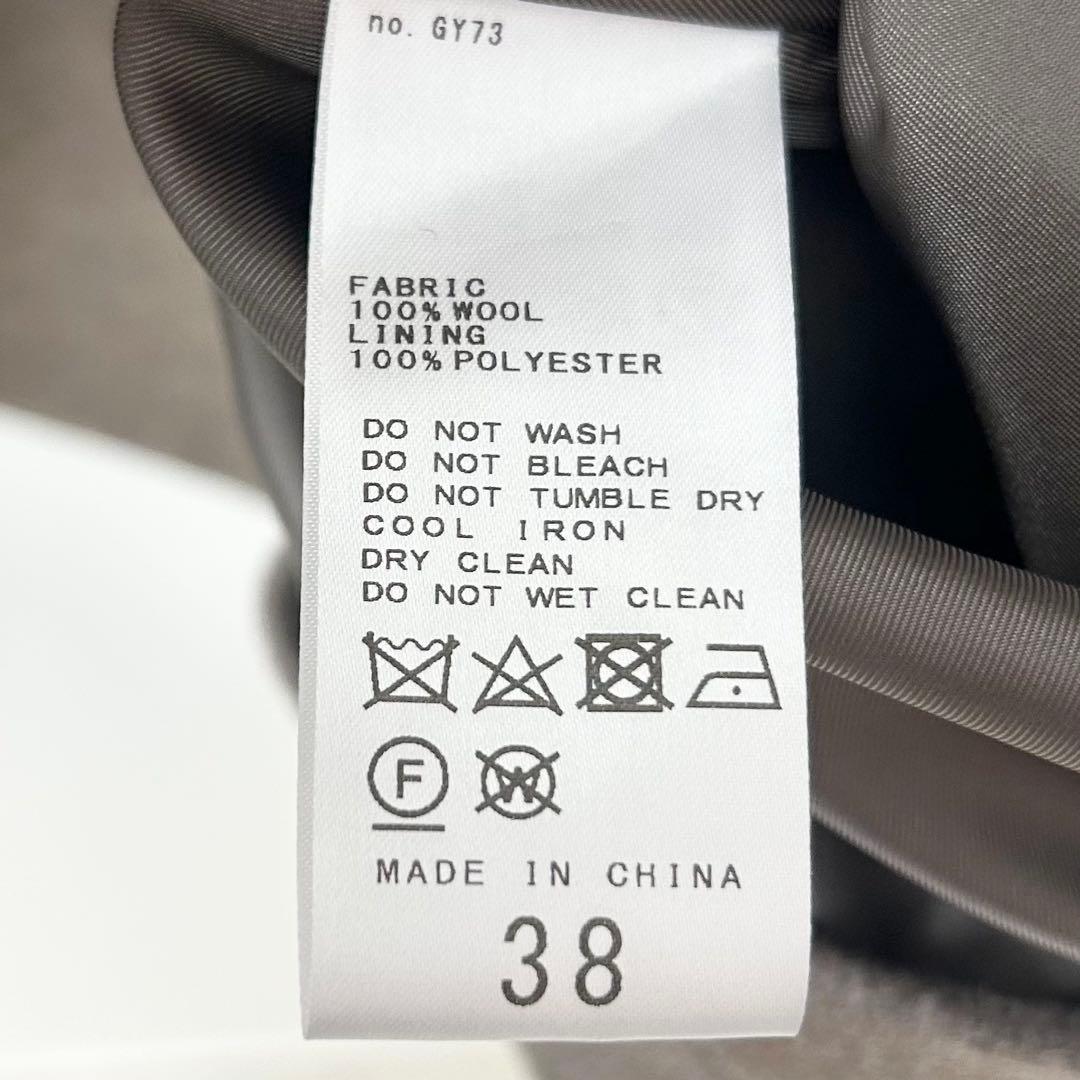 no. GY73
FABRIC
100% WOOL
LINING
100% POLYESTER
DO NOT WASH
DO NOT BLEACH
DO NOT TUMBLE DRY
COOL IRON
DRY CLEAN
DO NOT WET CLEAN
F W
MADE IN CHINA
38